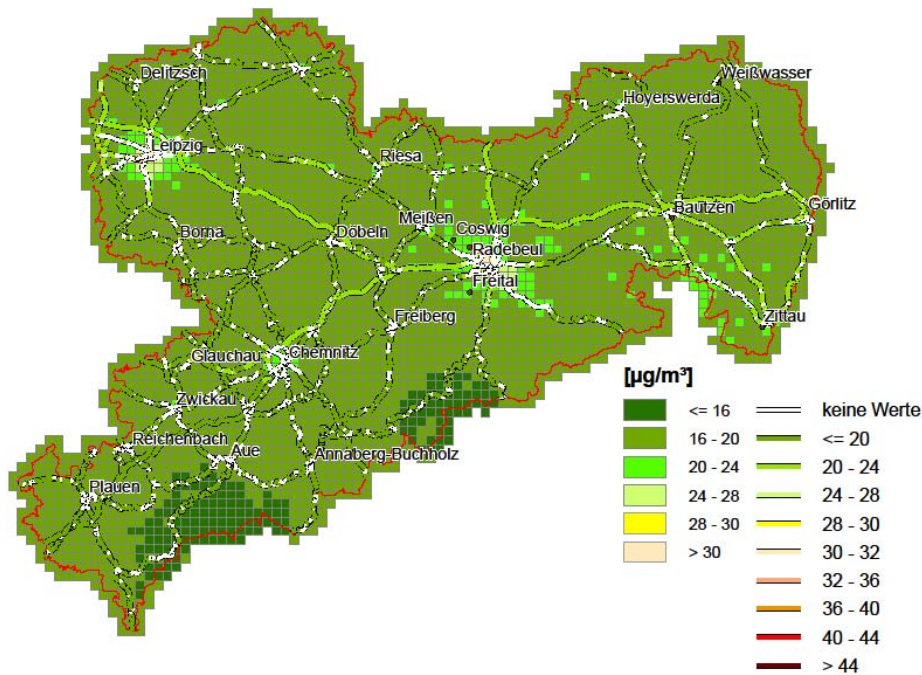 Delitzsch
Weißwasser
Hoyerswerda
Leipzig
Riesa
Görlitz
Bautzen
Meißen
Coswig
Borna
Döbeln
Radebeul
Freital
Zittau
Freiberg
Glauchau
Chemnitz
Zwickau
Reichenbach
Aue
Annaberg-Buchholz
Plauen
[µg/m³]
<= 16
16 - 20
20 - 24
24 - 28
28 - 30
> 30
keine Werte
<= 20
20 - 24
24 - 28
28 - 30
30 - 32
32 - 36
36 - 40
40 - 44
> 44